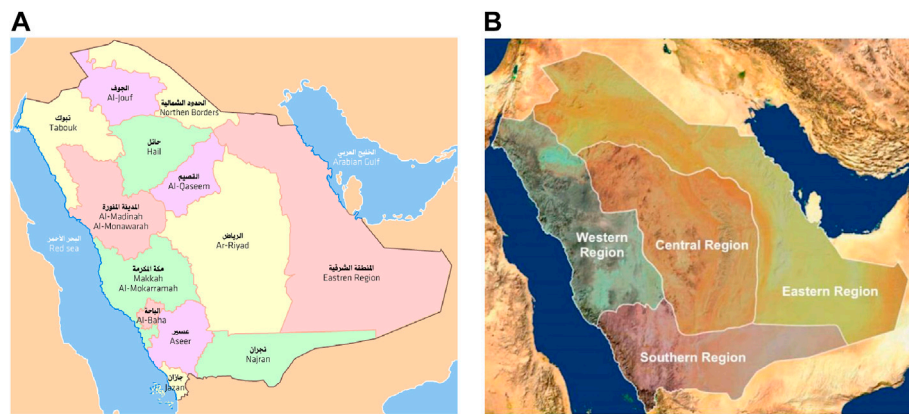 A
الجوف
Al-Jouf
الحدود الشمالية
Northen Borders
تبوك
Tabouk
حائل
Hail
القصيم
Al-Qaseem
الخليج العربي
Arabian Gulf
المدينة المنورة
Al-Madinah
Al-Monawarah
البحر الأحمر
Red sea
الرياض
Ar-Riyad
المنطقة الشرقية
Eastren Region
مكة المكرمة
Makkah
Al-Mokarramah
الباحة
Al-Baha
عسير
Aseer
نجران
Najran
جازان
Jazan
B
Western
Region
Central Region
Eastern Region
Southern Region